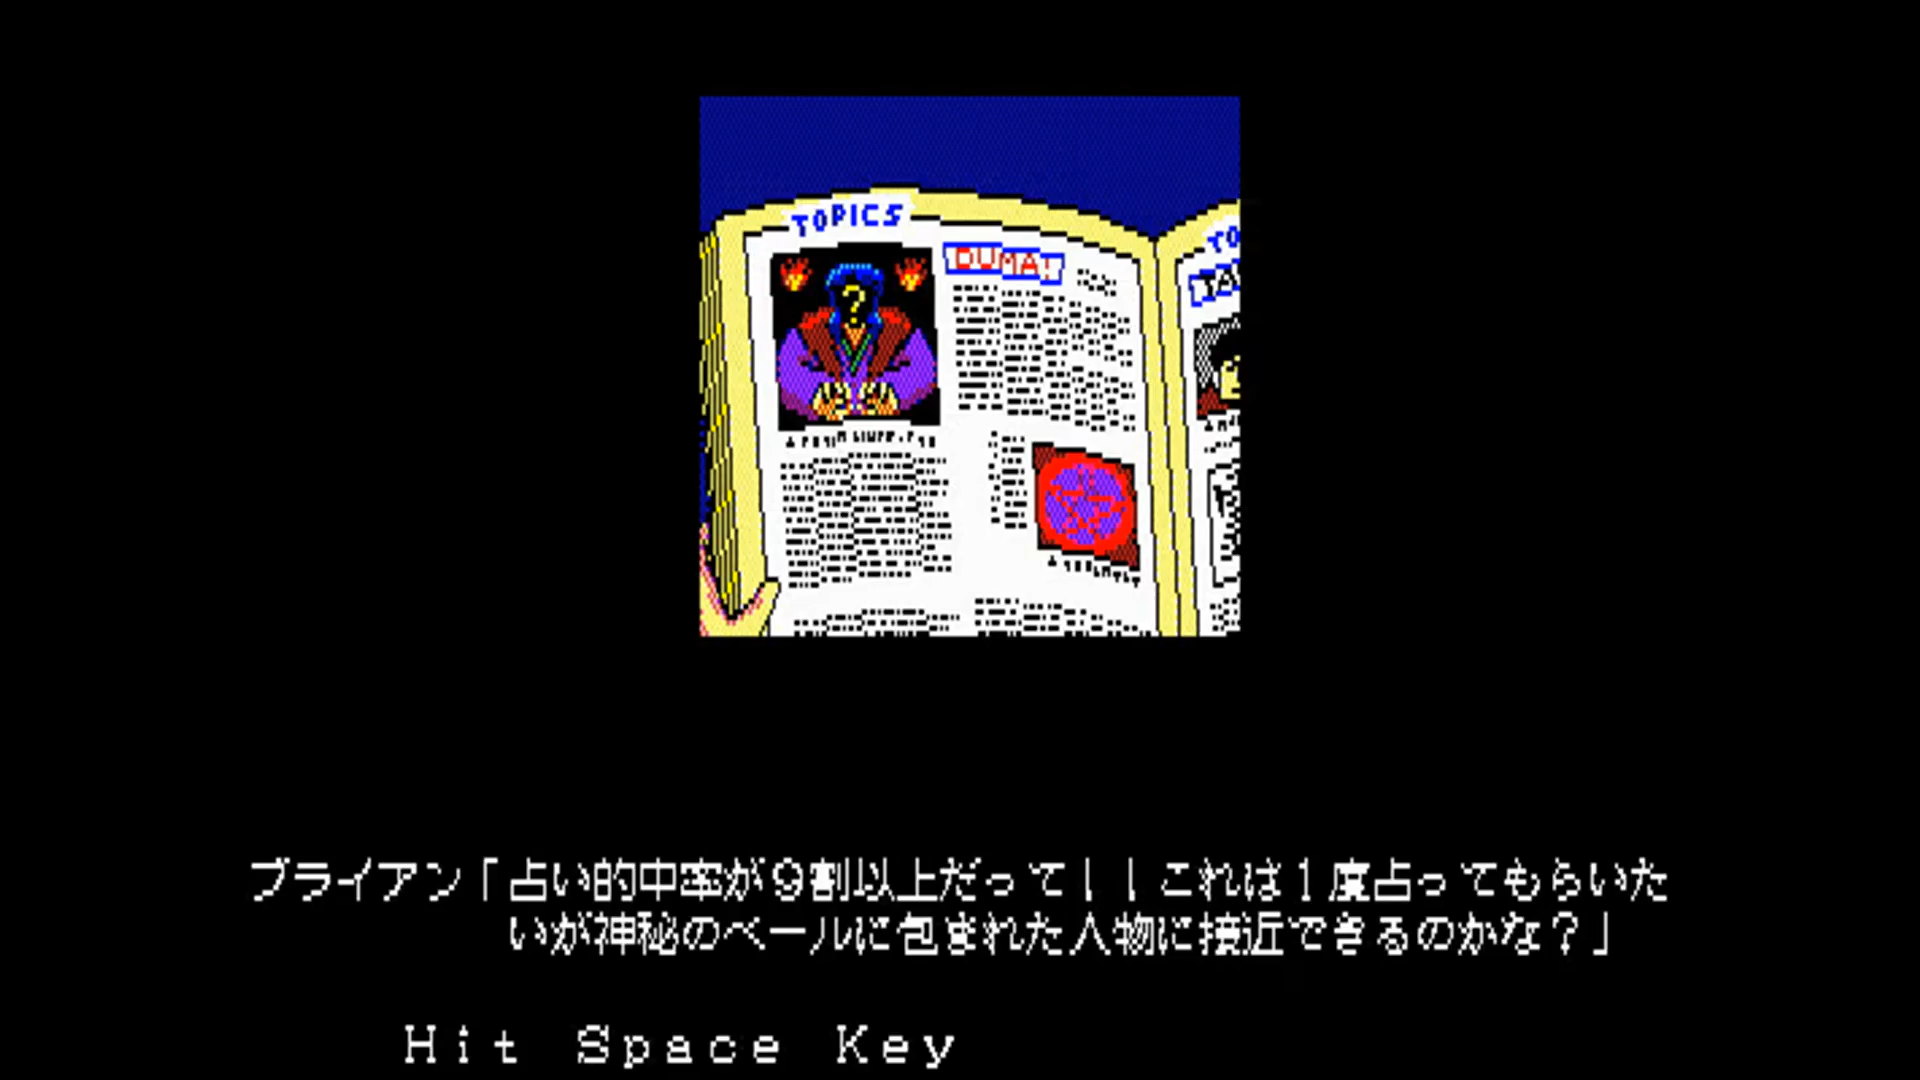 TOPICS
DUMA!
ブライアン「占い的中率が9割以上だって!!これは1度占ってもらいた
いが神秘のベールに包まれた人物に接近できるのかな?」
Hit Space Key